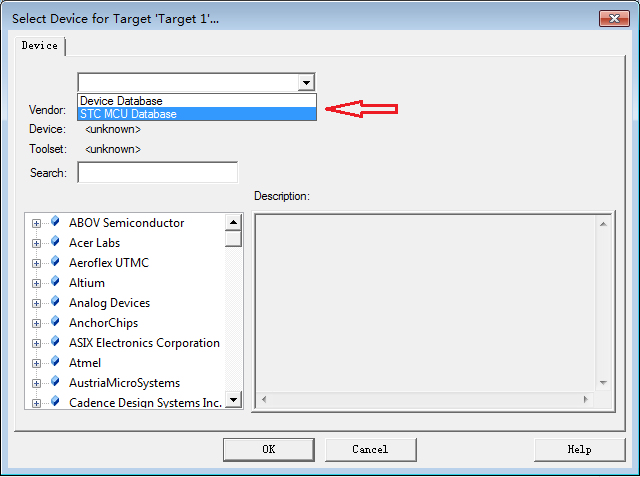 Select Device for Target 'Target 1'...
Device
Device Database
STC MCU Database
Vendor:
Device: <unknown>
Toolset: <unknown>
Search:
Description:
ABOV Semiconductor
Acer Labs
Aeroflex UTMC
Altium
Analog Devices
AnchorChips
ASIX Electronics Corporation
Atmel
AustriaMicroSystems
Cadence Design Systems Inc.
OK Cancel Help